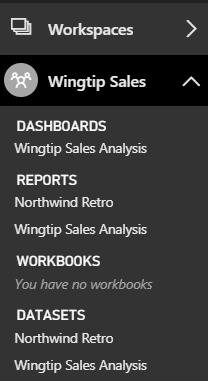 Workspaces
Wingtip Sales
DASHBOARDS
Wingtip Sales Analysis
REPORTS
Northwind Retro
Wingtip Sales Analysis
WORKBOOKS
You have no workbooks
DATASETS
Northwind Retro
Wingtip Sales Analysis